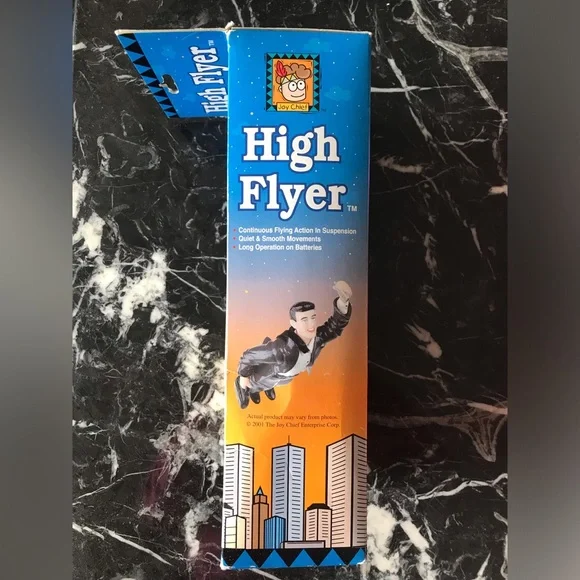 High Flyer™
Joy Chief
High
Flyer™
• Continuous Flying Action In Suspension
• Quiet & Smooth Movements
• Long Operation on Batteries
Actual product may vary from photos.
© 2001 The Joy Chief Enterprise Corp